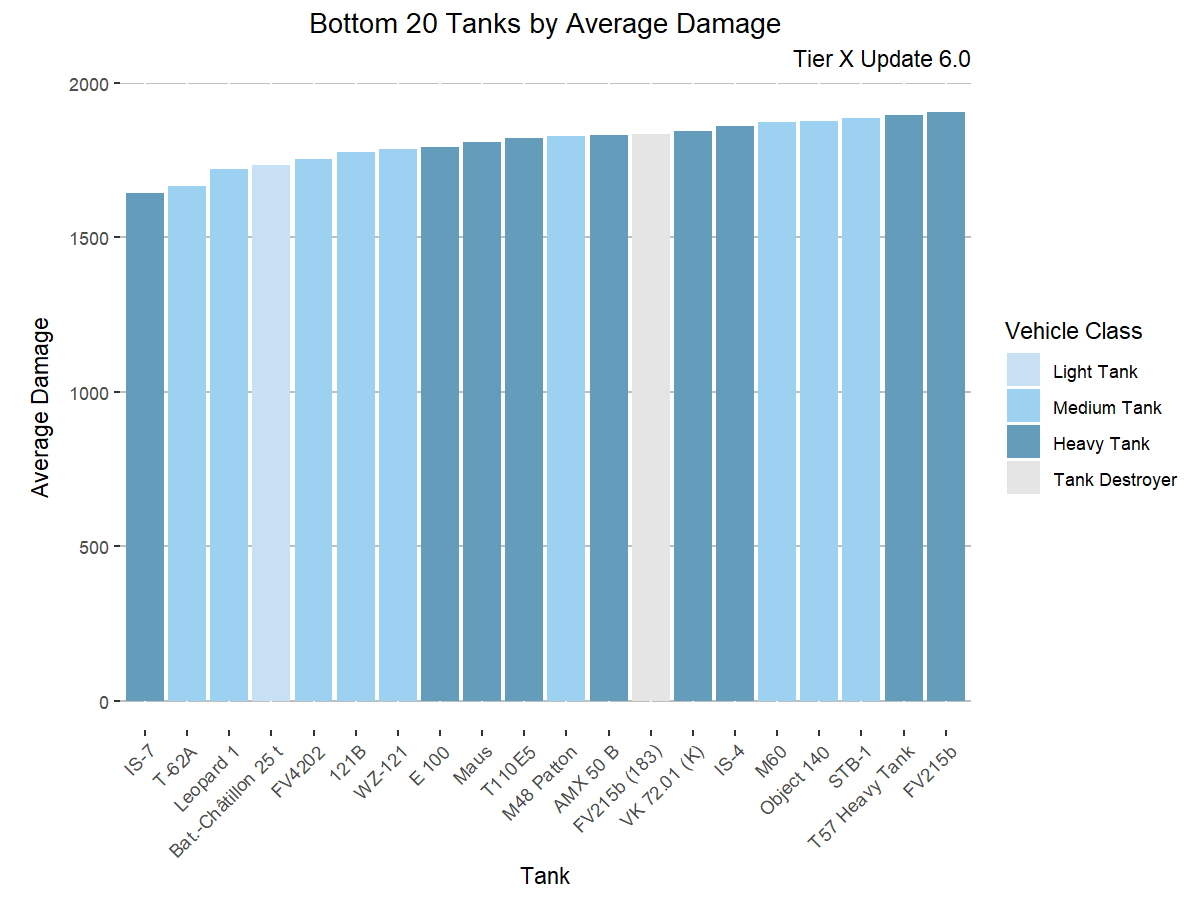 Bottom 20 Tanks by Average Damage
Tier X Update 6.0
2000
1500
1000
500
0
Average Damage
IS-7
T-62A
Leopard 1
Bat.-Châtillon 25 t
FV4202
121B
WZ-121
E 100
Maus
T110E5
M48 Patton
AMX 50 B
FV215b (183)
VK 72.01 (K)
IS-4
M60
Object 140
STB-1
T57 Heavy Tank
FV215b
Tank
Vehicle Class
Light Tank
Medium Tank
Heavy Tank
Tank Destroyer